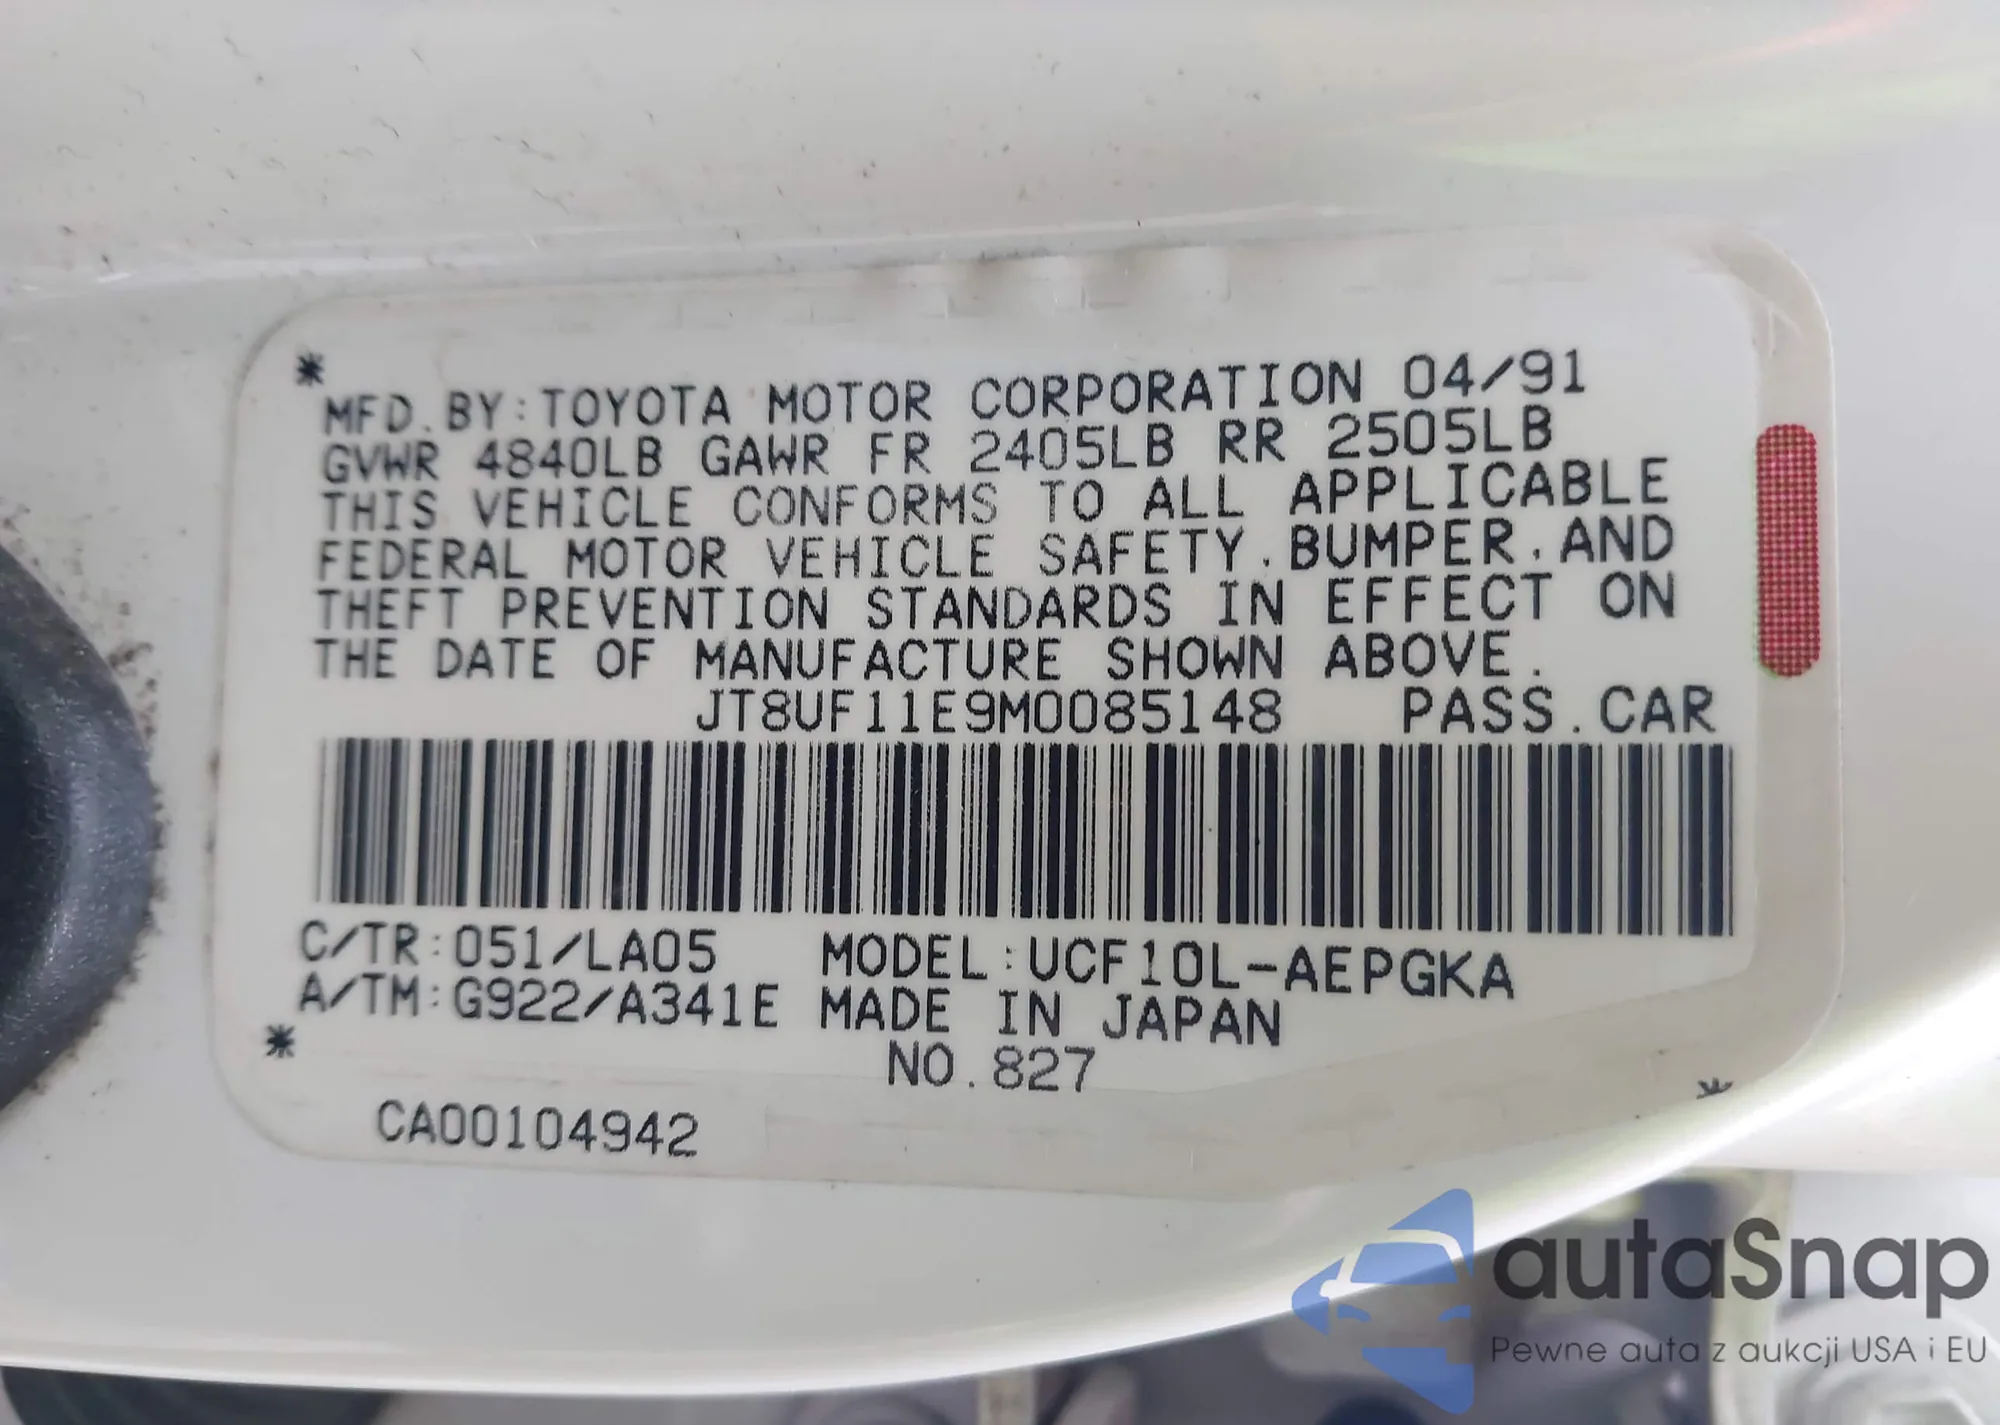 MFD. BY:TOYOTA MOTOR CORPORATION 04/91
GVWR 4840LB GAWR FR 2405LB RR 2505LB
THIS VEHICLE CONFORMS TO ALL APPLICABLE
FEDERAL MOTOR VEHICLE SAFETY.BUMPER.AND
THEFT PREVENTION STANDARDS IN EFFECT ON
THE DATE OF MANUFACTURE SHOWN ABOVE.
JT8UF11E9M0085148 PASS.CAR
C/TR:051/LA05 MODEL:UCF10L-AEPGKA
A/TM:G922/A341E MADE IN JAPAN
NO.827
CA00104942
autaSnap
Pewne auta z aukcji USA i EU